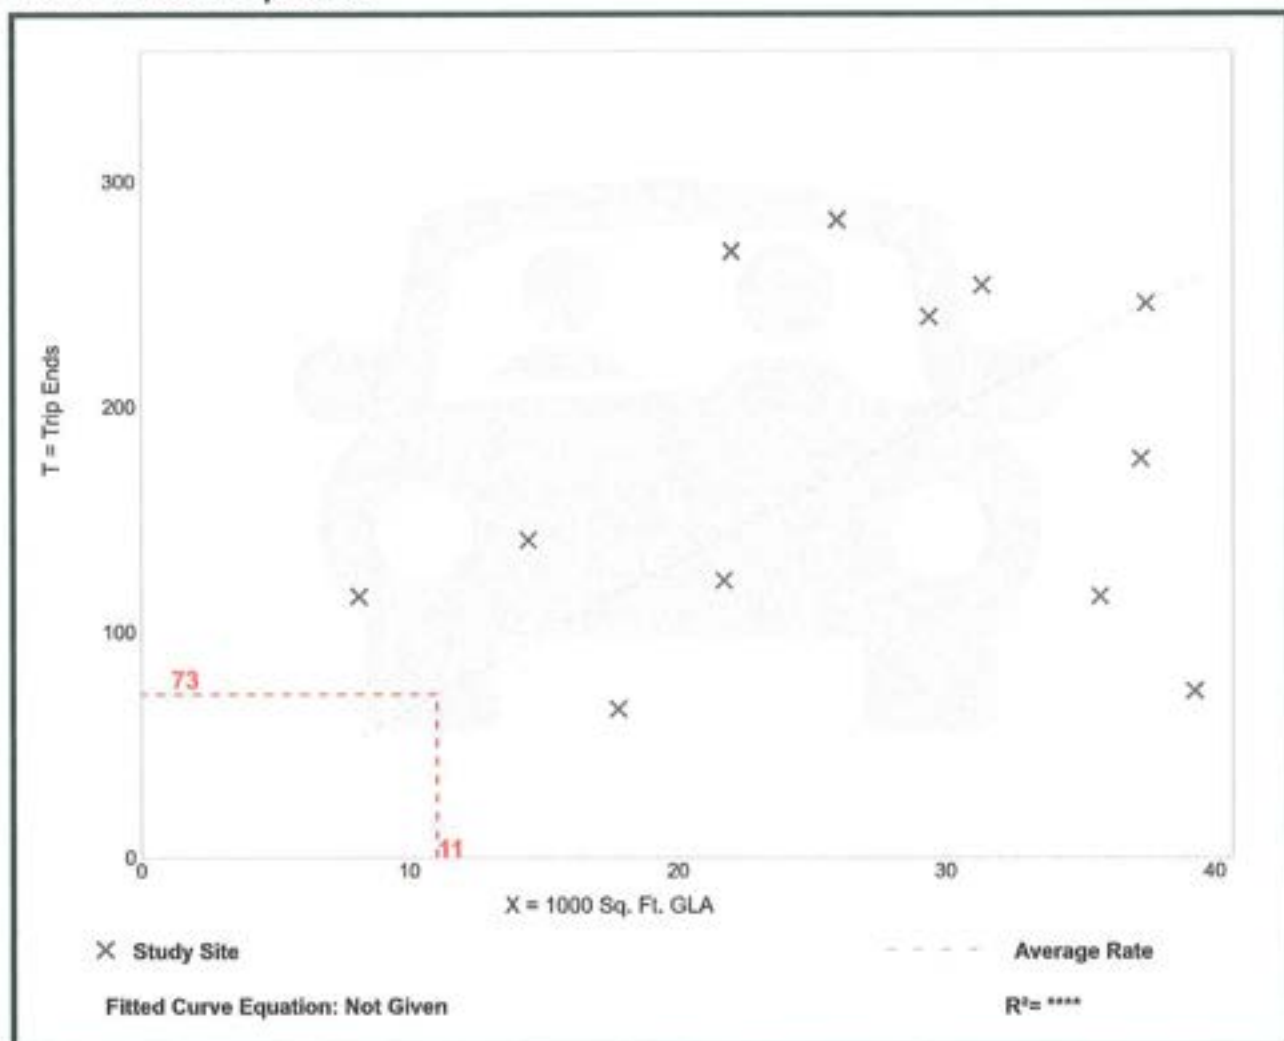 300
T = Trip Ends
200
100
73
11
0
0 10 20 30 40
X = 1000 Sq. Ft. GLA
Study Site
Average Rate
Fitted Curve Equation: Not Given
R²= ****